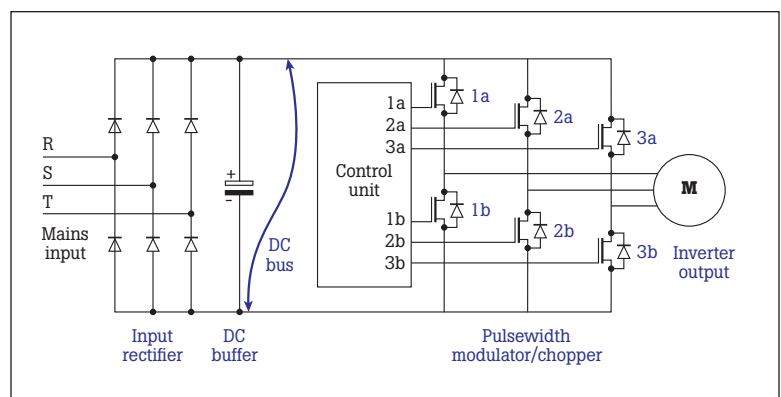 R
S
T
Mains
input
+
-
DC
bus
Control
unit
1a
2a
3a
1b
2b
3b
1a
2a
3a
1b
2b
3b
M
Inverter
output
Input
rectifier
DC
buffer
Pulsewidth
modulator/chopper